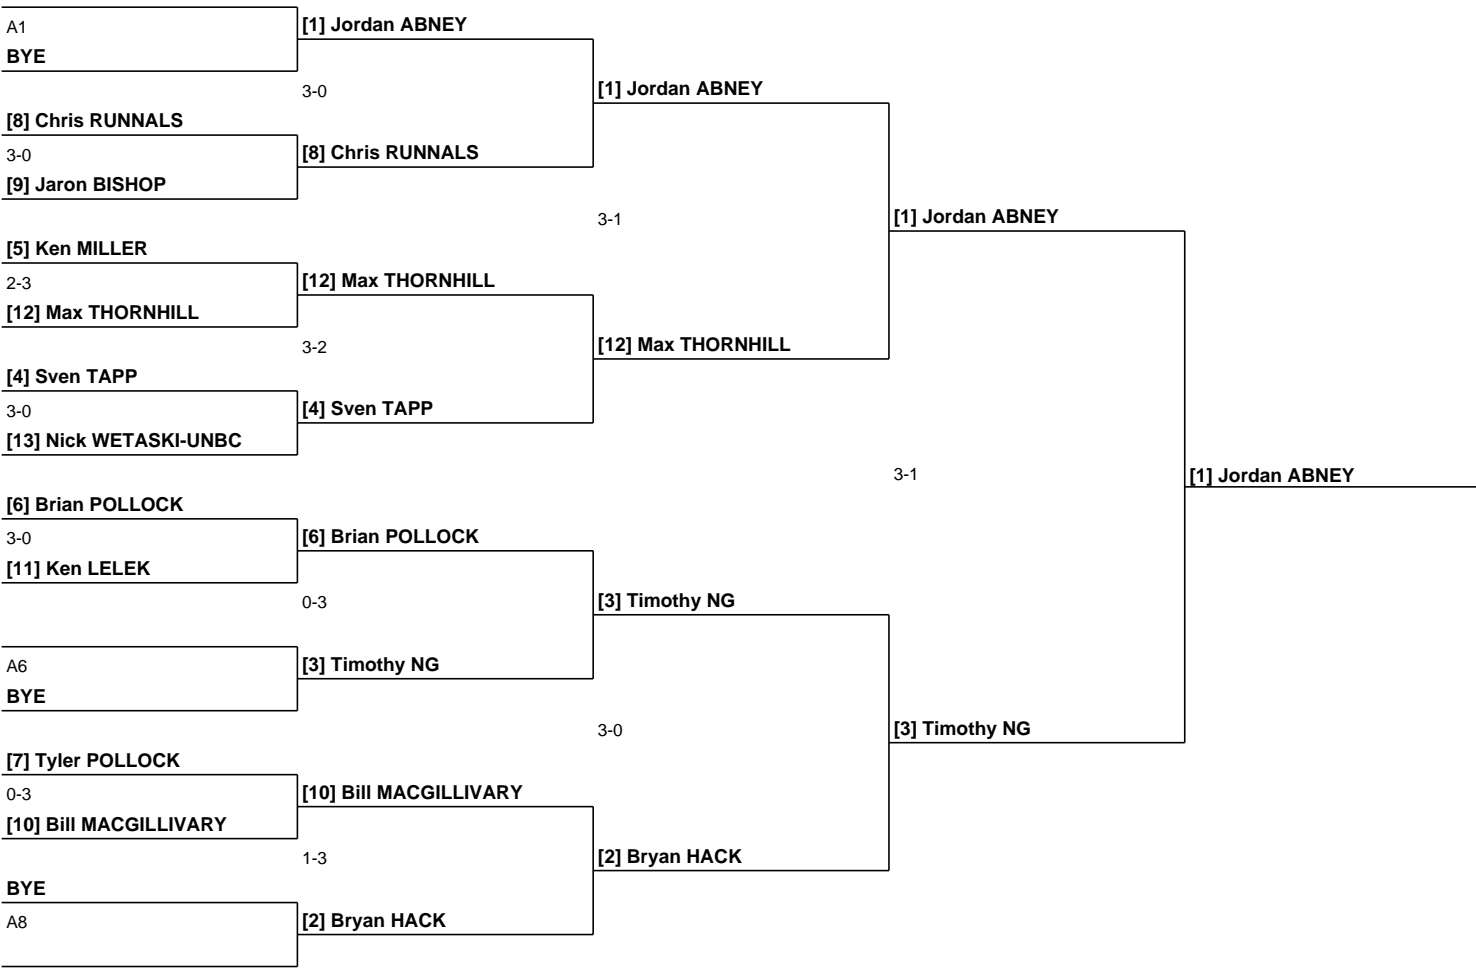 A1
BYE
[1] Jordan ABNEY
3-0
[8] Chris RUNNALS
3-0
[9] Jaron BISHOP
[8] Chris RUNNALS
[1] Jordan ABNEY
3-1
[5] Ken MILLER
2-3
[12] Max THORNHILL
[12] Max THORNHILL
3-2
[4] Sven TAPP
3-0
[13] Nick WETASKI-UNBC
[4] Sven TAPP
[12] Max THORNHILL
[1] Jordan ABNEY
3-1
[1] Jordan ABNEY
[6] Brian POLLOCK
3-0
[11] Ken LELEK
[6] Brian POLLOCK
0-3
A6
BYE
[3] Timothy NG
[3] Timothy NG
3-0
[7] Tyler POLLOCK
0-3
[10] Bill MACGILLIVARY
[10] Bill MACGILLIVARY
1-3
BYE
A8
[2] Bryan HACK
[2] Bryan HACK
[3] Timothy NG